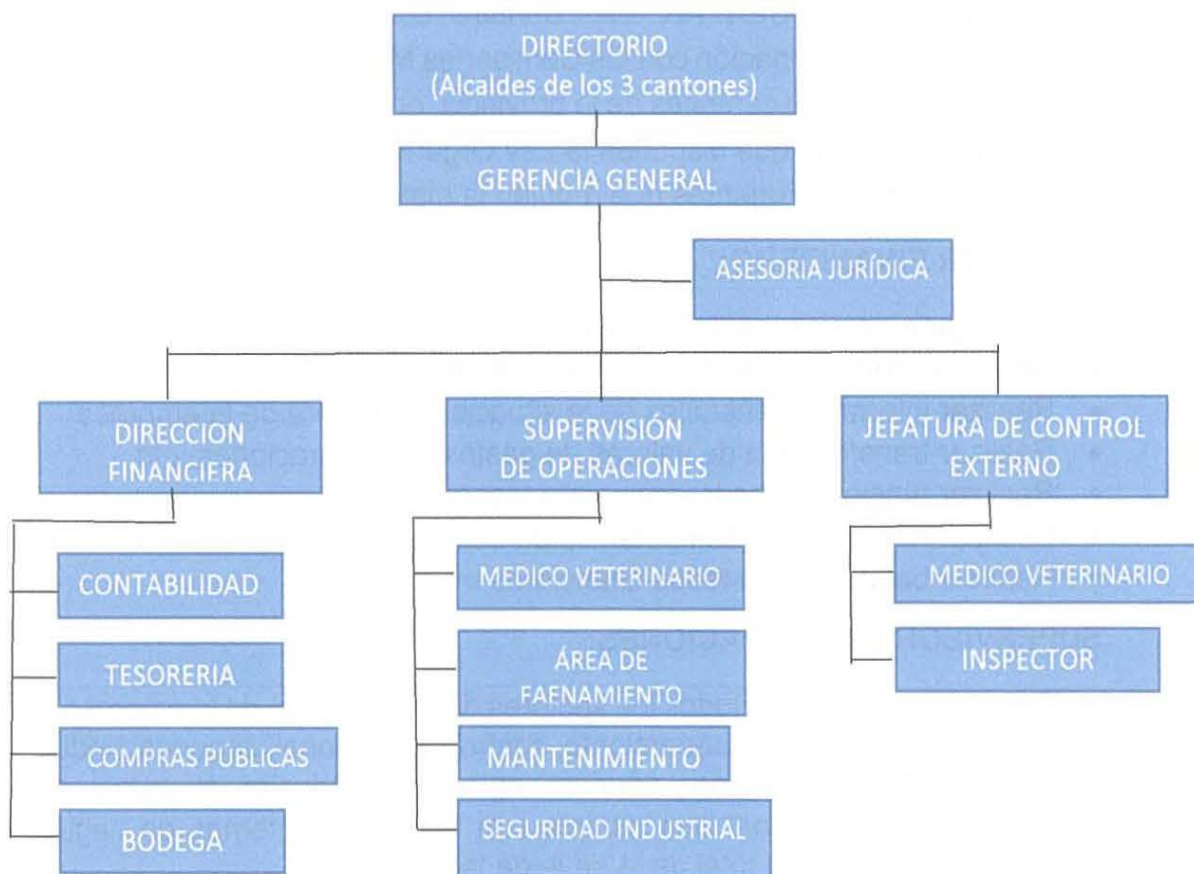 DIRECTORIO
(Alcaldes de los 3 cantones)
GERENCIA GENERAL
ASESORIA JURÍDICA
DIRECCION
FINANCIERA
SUPERVISIÓN
DE OPERACIONES
JEFATURA DE CONTROL
EXTERNO
CONTABILIDAD
TESORERIA
COMPRAS PÚBLICAS
BODEGA
MEDICO VETERINARIO
ÁREA DE
FAENAMIENTO
MANTENIMIENTO
SEGURIDAD INDUSTRIAL
MEDICO VETERINARIO
INSPECTOR